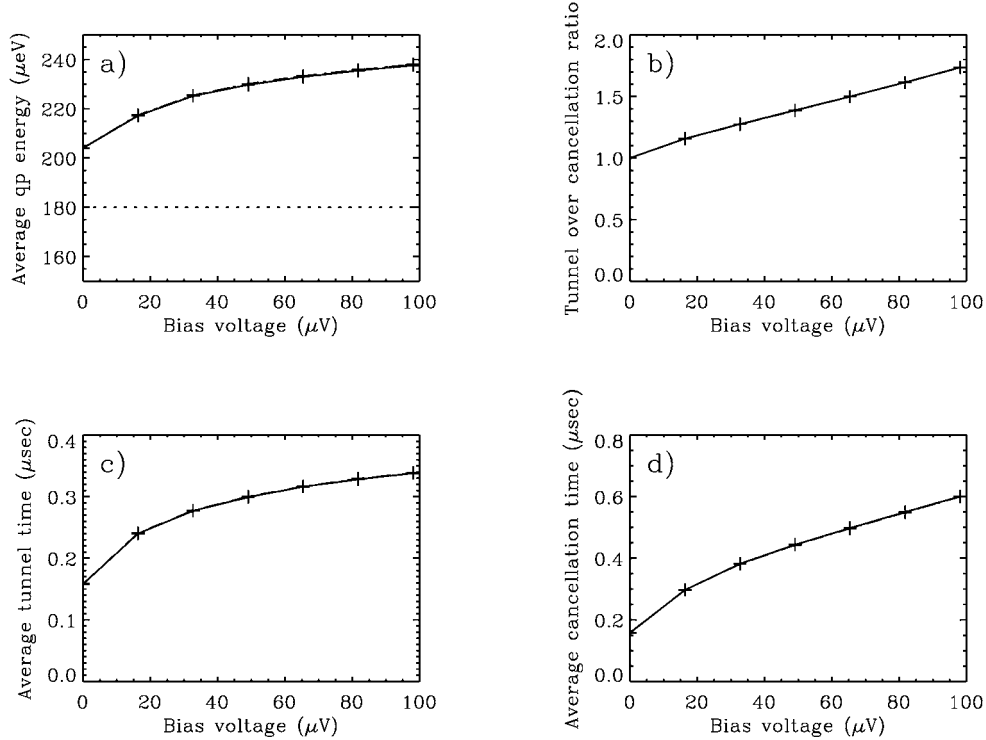 a)
Average qp energy (μeV)
240
220
200
180
160
0 20 40 60 80 100
Bias voltage (μV)
b)
Tunnel over cancellation ratio
2.0
1.5
1.0
0.5
0.0
0 20 40 60 80 100
Bias voltage (μV)
c)
Average tunnel time (μsec)
0.4
0.3
0.2
0.1
0.0
0 20 40 60 80 100
Bias voltage (μV)
d)
Average cancellation time (μsec)
0.8
0.6
0.4
0.2
0.0
0 20 40 60 80 100
Bias voltage (μV)